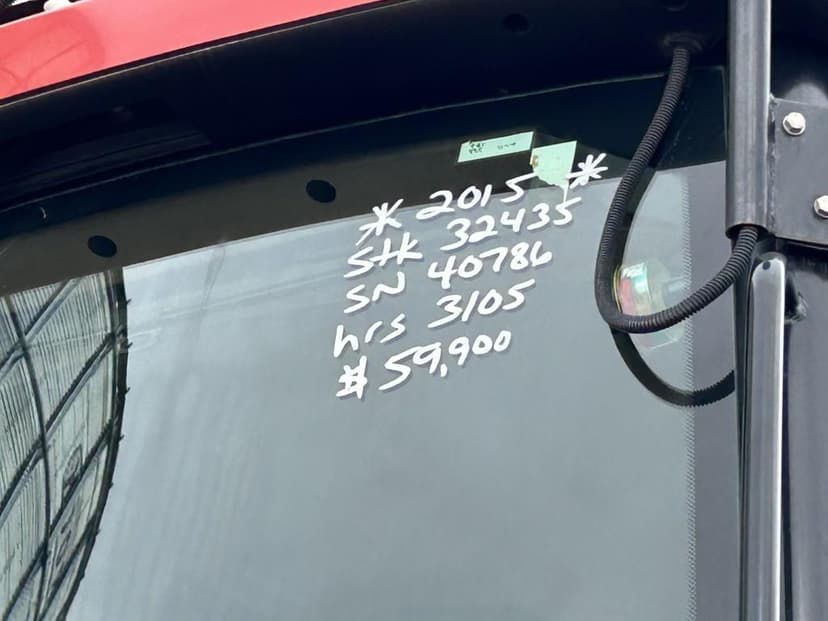 * 2015 *
Stk 32435
SN 40786
hrs 3105
$59,900